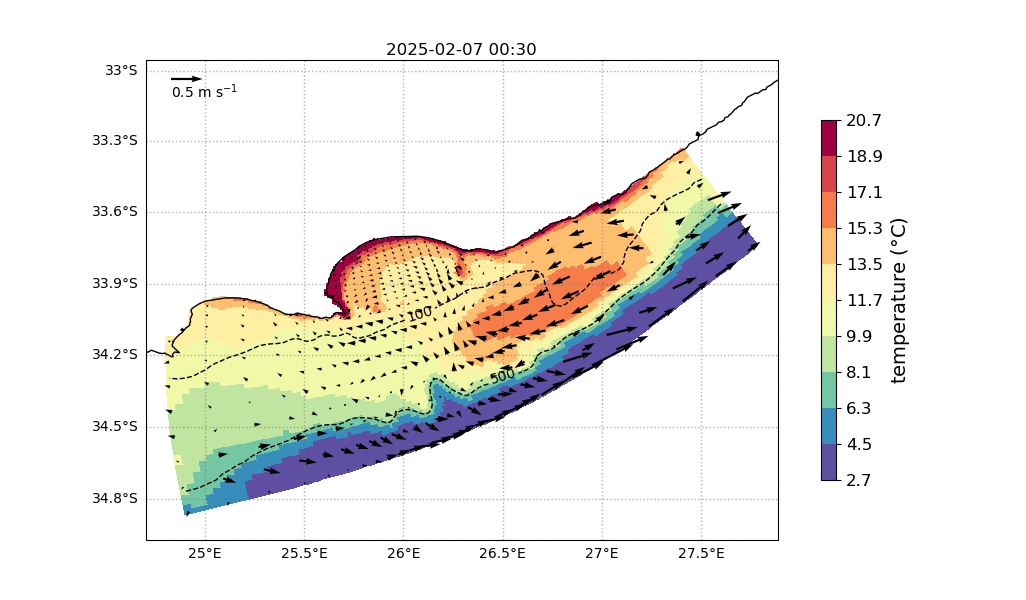 2025-02-07 00:30
0.5 m s⁻¹
33°S
33.3°S
33.6°S
33.9°S
34.2°S
34.5°S
34.8°S
100
500
25°E 25.5°E 26°E 26.5°E 27°E 27.5°E
20.7
18.9
17.1
15.3
13.5
11.7
9.9
8.1
6.3
4.5
2.7
temperature (°C)